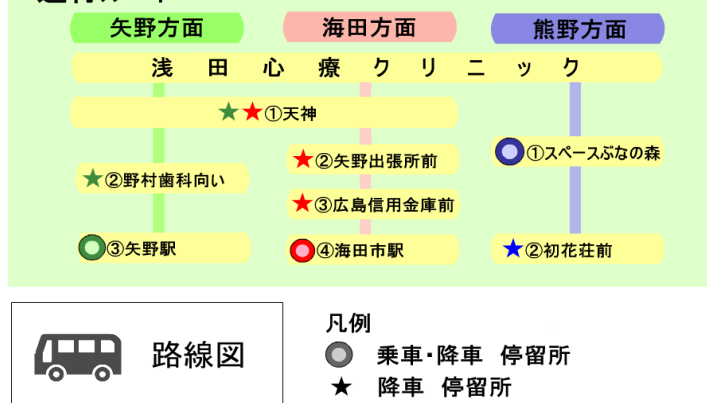 矢野方面 海田方面 熊野方面
浅田心療クリニック
★★①天神
★②矢野出張所前
◎①スペースぶなの森
★②野村歯科向い
★③広島信用金庫前
◎③矢野駅
◎④海田市駅
★②初花荘前
路線図
凡例
◎ 乗車・降車 停留所
★ 降車 停留所